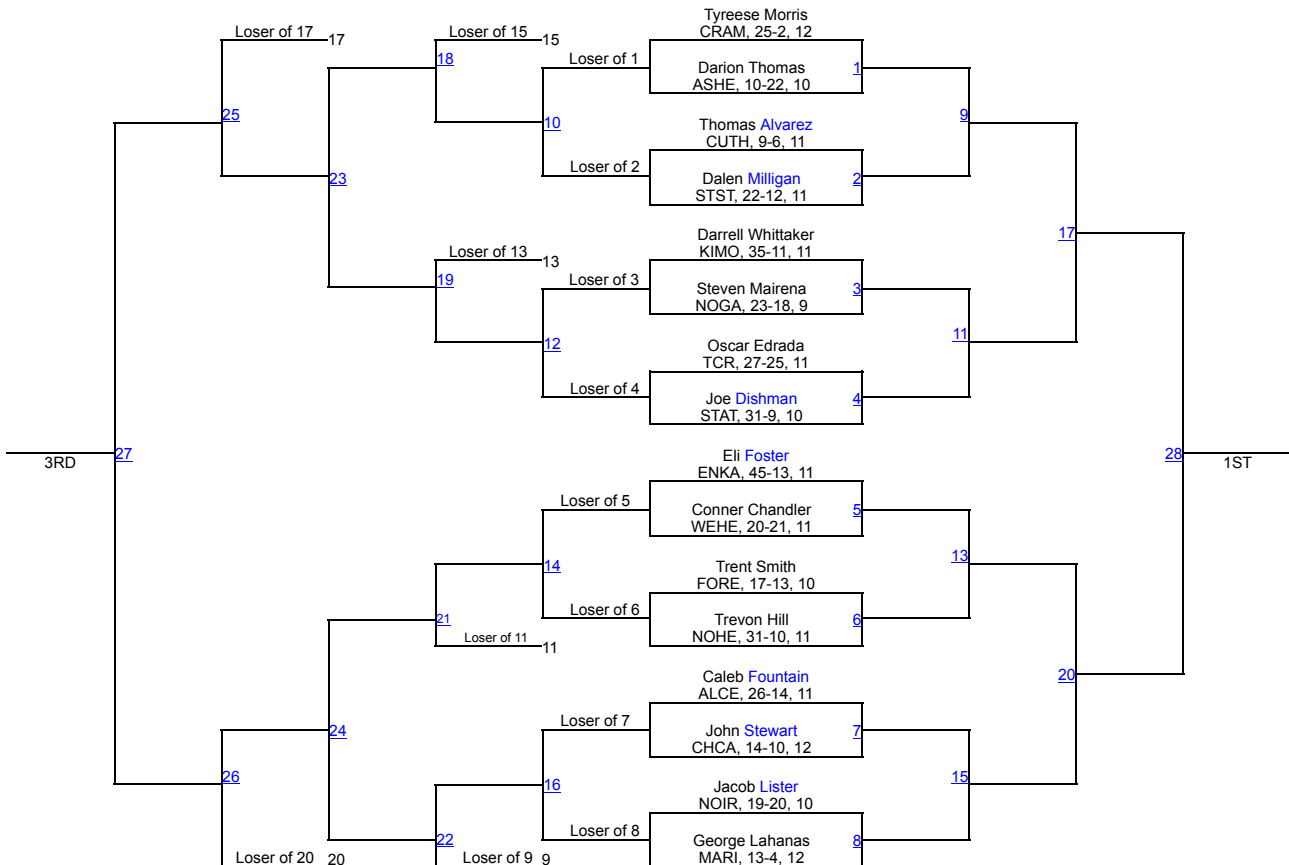 Tyreese Morris
Loser of 17 17 Loser of 15 15 CRAM, 25-2, 12
18 Loser of 1 Darion Thomas 1
ASHE, 10-22, 10
25 10 Thomas Alvarez 9
CUTH, 9-6, 11
Loser of 2
23 Dalen Milligan 2
STST, 22-12, 11
Darrell Whittaker 17
Loser of 13 13 KIMO, 35-11, 11
19 Loser of 3 Steven Mairena 3
NOGA, 23-18, 9
12 Oscar Edrada 11
TCR, 27-25, 11
Loser of 4 Joe Dishman 4
STAT, 31-9, 10
3RD 27 Eli Foster 28 1ST
ENKA, 45-13, 11
Loser of 5 Conner Chandler 5
WEHE, 20-21, 11
14 Trent Smith 13
FORE, 17-13, 10
21 Loser of 6 Trevon Hill 6
NOHE, 31-10, 11
Loser of 11 11
Caleb Fountain 20
ALCE, 26-14, 11
24 Loser of 7 John Stewart 7
CHCA, 14-10, 12
26 16 Jacob Lister 15
NOIR, 19-20, 10
22 Loser of 8 George Lahanas 8
Loser of 20 20 Loser of 9 9 MARI, 13-4, 12